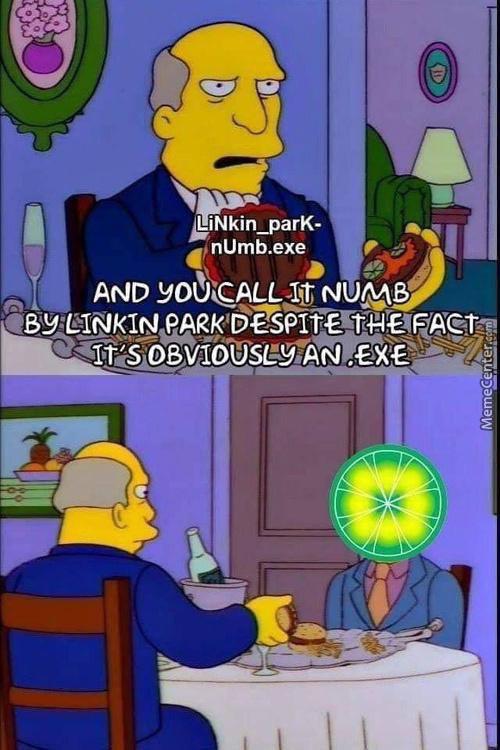 LiNkin_parK-
nUmb.exe
AND YOU CALL IT NUMB
BY LINKIN PARK DESPITE THE FACT
IT'S OBVIOUSLY AN .EXE
MemeCenter.com